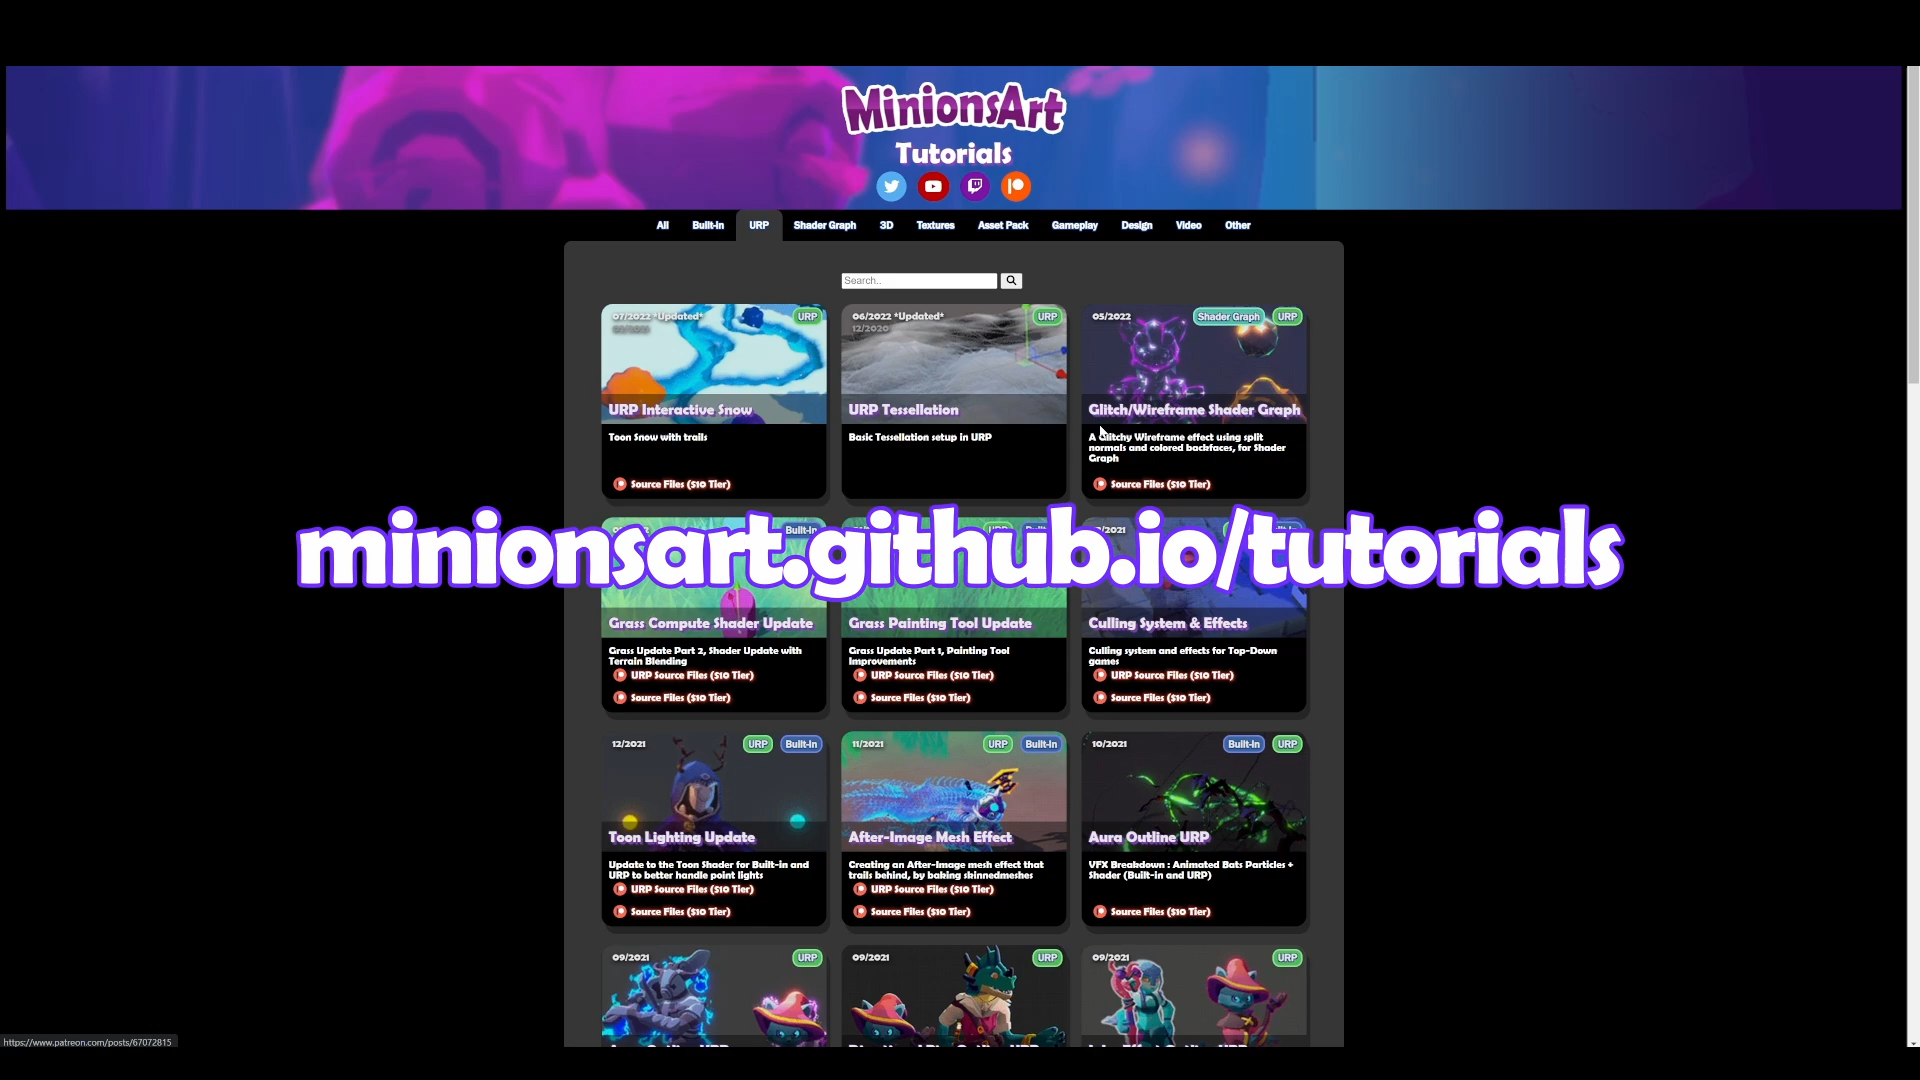 MinionsArt
Tutorials
All Built-in URP Shader Graph 3D Textures Asset Pack Gameplay Design Video Other
Search..
07/2022 *Updated* URP
URP Interactive Snow
Toon Snow with trails
Source Files ($10 Tier)
06/2022 *Updated* URP
12/2020
URP Tessellation
Basic Tessellation setup in URP
05/2022 Shader Graph URP
Glitch/Wireframe Shader Graph
A Glitchy Wireframe effect using split
normals and colored backfaces, for Shader
Graph
Source Files ($10 Tier)
minionsart.github.io/tutorials
Grass Compute Shader Update
Grass Update Part 2, Shader Update with
Terrain Blending
URP Source Files ($10 Tier)
Source Files ($10 Tier)
Grass Painting Tool Update
Grass Update Part 1, Painting Tool
Improvements
URP Source Files ($10 Tier)
Source Files ($10 Tier)
Culling System & Effects
Culling system and effects for Top-Down
games
URP Source Files ($10 Tier)
Source Files ($10 Tier)
12/2021 URP Built-in
Toon Lighting Update
Update to the Toon Shader for Built-in and
URP to better handle point lights
URP Source Files ($10 Tier)
Source Files ($10 Tier)
11/2021 URP Built-in
After-Image Mesh Effect
Creating an After-Image mesh effect that
trails behind, by baking skinnedmeshes
URP Source Files ($10 Tier)
Source Files ($10 Tier)
10/2021 Built-in URP
Aura Outline URP
VFX Breakdown : Animated Bats Particles +
Shader (Built-in and URP)
Source Files ($10 Tier)
09/2021 URP
09/2021 URP
09/2021 URP
https://www.patreon.com/posts/67072815